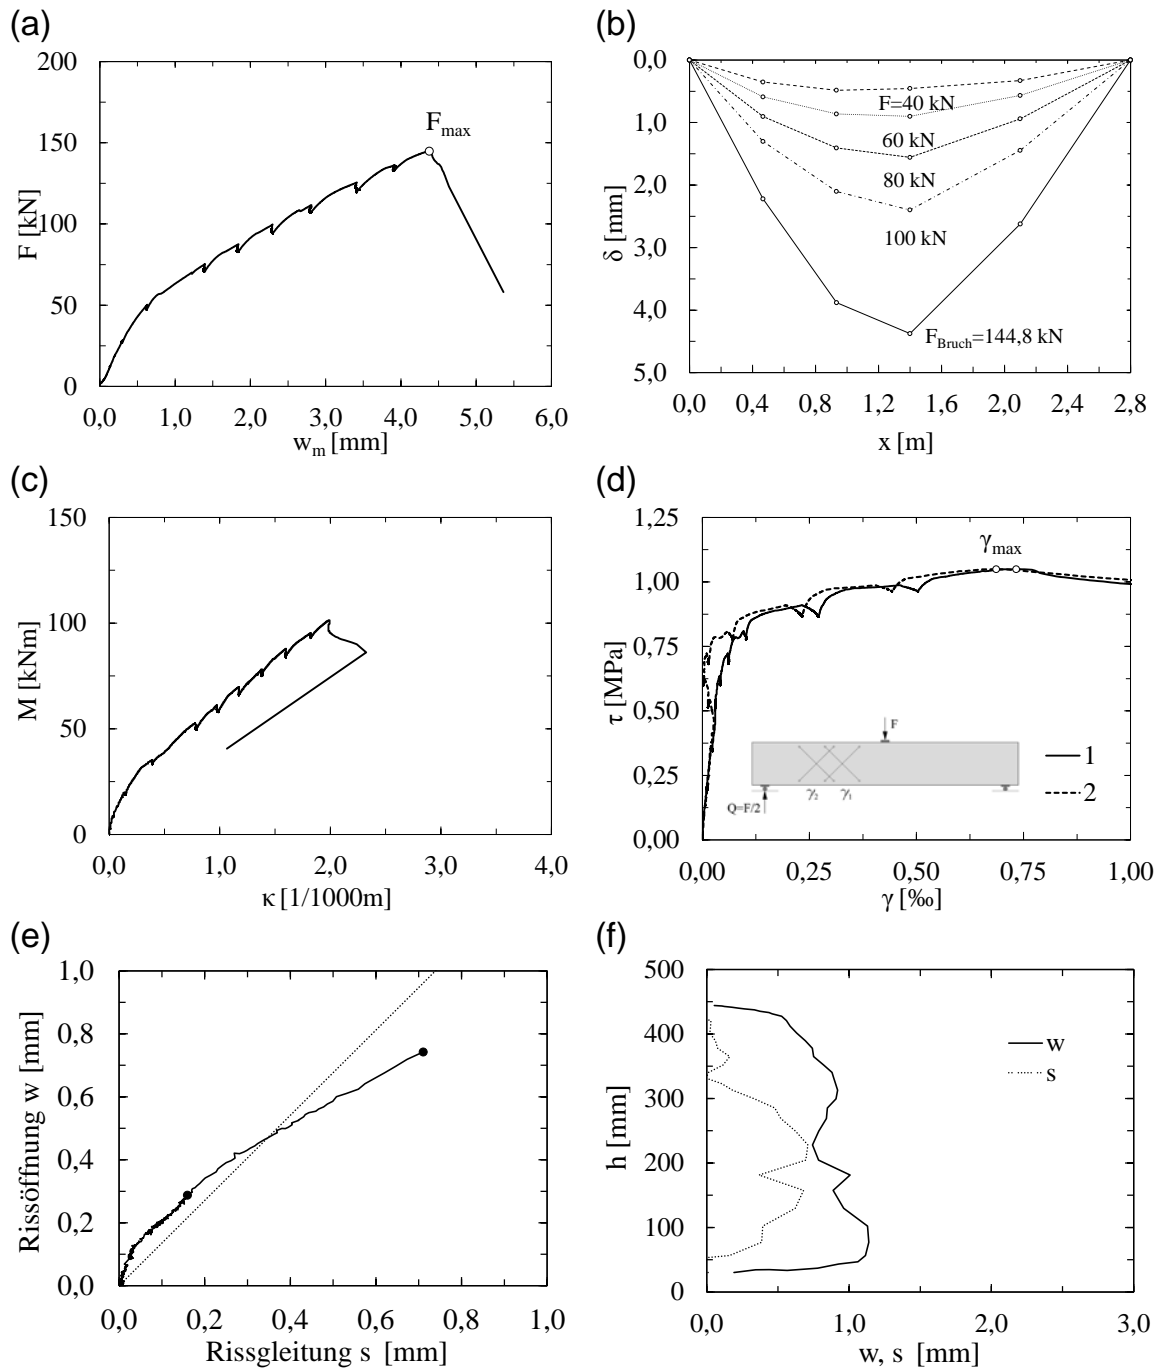 (a)
F [kN]
200
150
100
50
0
F_max
0,0 1,0 2,0 3,0 4,0 5,0 6,0
w_m [mm]
(b)
δ [mm]
0,0
1,0
2,0
3,0
4,0
5,0
F=40 kN
60 kN
80 kN
100 kN
F_Bruch=144,8 kN
0,0 0,4 0,8 1,2 1,6 2,0 2,4 2,8
x [m]
(c)
M [kNm]
150
100
50
0
0,0 1,0 2,0 3,0 4,0
κ [1/1000m]
(d)
τ [MPa]
1,25
1,00
0,75
0,50
0,25
0,00
γ_max
F
γ_2 γ_1
Q=F/2
1
2
0,00 0,25 0,50 0,75 1,00
γ [‰]
(e)
Rissöffnung w [mm]
1,0
0,8
0,6
0,4
0,2
0,0
0,0 0,2 0,4 0,6 0,8 1,0
Rissgleitung s [mm]
(f)
h [mm]
500
400
300
200
100
0
w
s
0,0 1,0 2,0 3,0
w, s [mm]